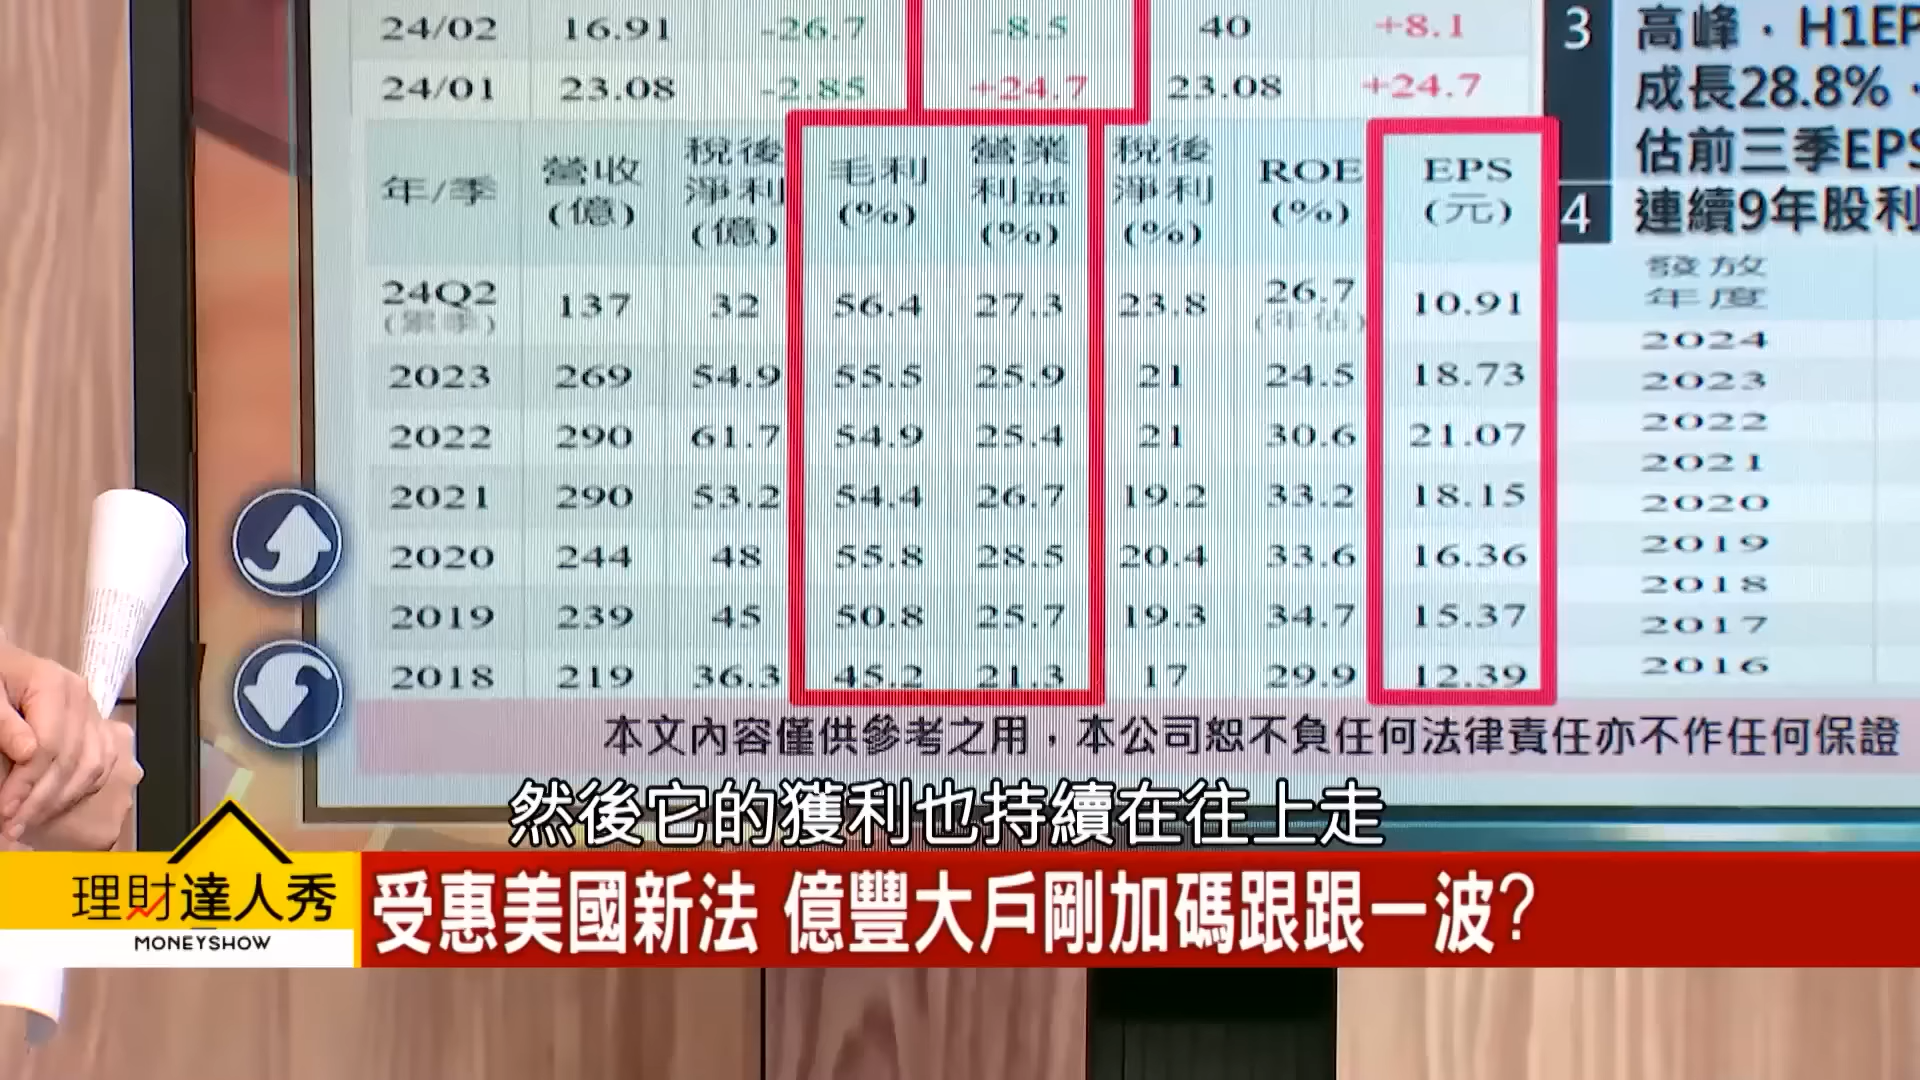 24/02 16.91 -26.7 -8.5 40 +8.1
24/01 23.08 -2.85 +24.7 23.08 +24.7
年/季 營收(億) 稅後淨利(億) 毛利(%) 營業利益(%) 稅後淨利(%) ROE(%) EPS(元)
24Q2(累季) 137 32 56.4 27.3 23.8 26.7(年估) 10.91
2023 269 54.9 55.5 25.9 21 24.5 18.73
2022 290 61.7 54.9 25.4 21 30.6 21.07
2021 290 53.2 54.4 26.7 19.2 33.2 18.15
2020 244 48 55.8 28.5 20.4 33.6 16.36
2019 239 45 50.8 25.7 19.3 34.7 15.37
2018 219 36.3 45.2 21.3 17 29.9 12.39
3 高峰，H1EP
成長28.8%，
估前三季EPS
4 連續9年股利
發放年度
2024
2023
2022
2021
2020
2019
2018
2017
2016
本文內容僅供參考之用，本公司恕不負任何法律責任亦不作任何保證
然後它的獲利也持續在往上走
理財達人秀
MONEYSHOW
受惠美國新法 億豐大戶剛加碼跟跟一波?